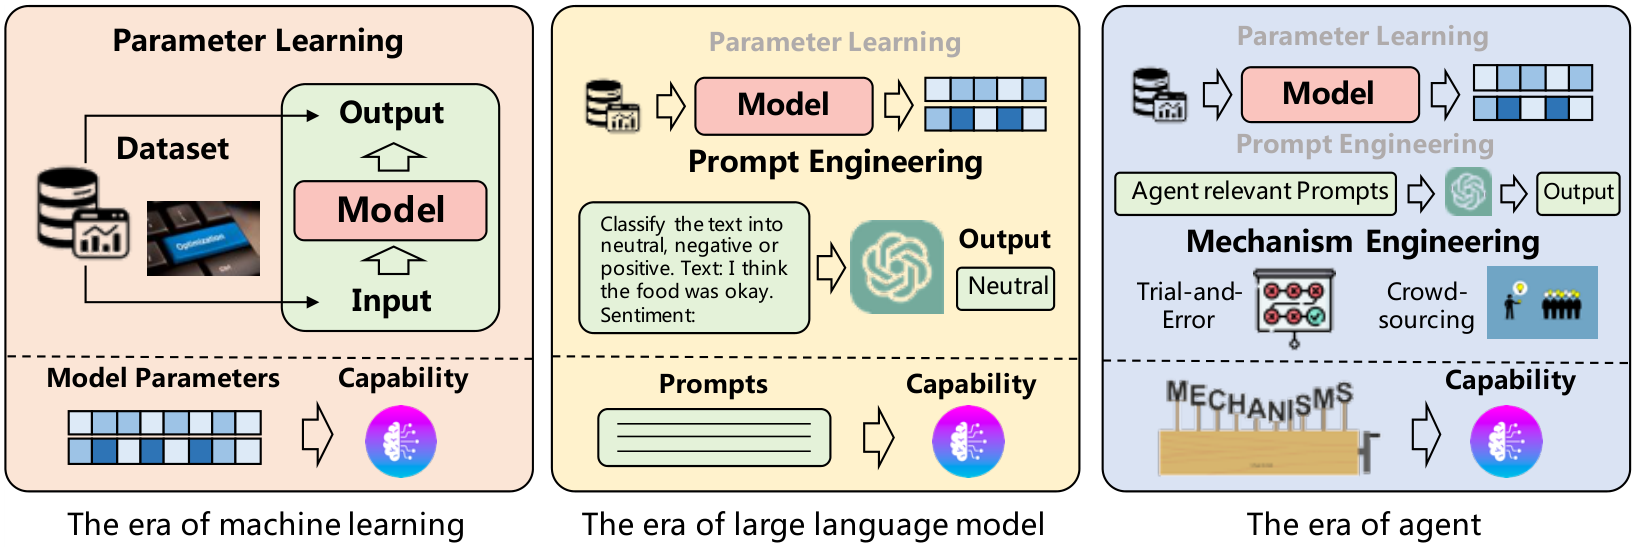 Parameter Learning
Output
Dataset
Model
Optimization
Input
Model Parameters
Capability
The era of machine learning
Parameter Learning
Model
Prompt Engineering
Classify the text into
neutral, negative or
positive. Text: I think
the food was okay.
Sentiment:
Output
Neutral
Prompts
Capability
The era of large language model
Parameter Learning
Model
Prompt Engineering
Agent relevant Prompts
Output
Mechanism Engineering
Trial-and-
Error
Crowd-
sourcing
MECHANISMS
Capability
The era of agent